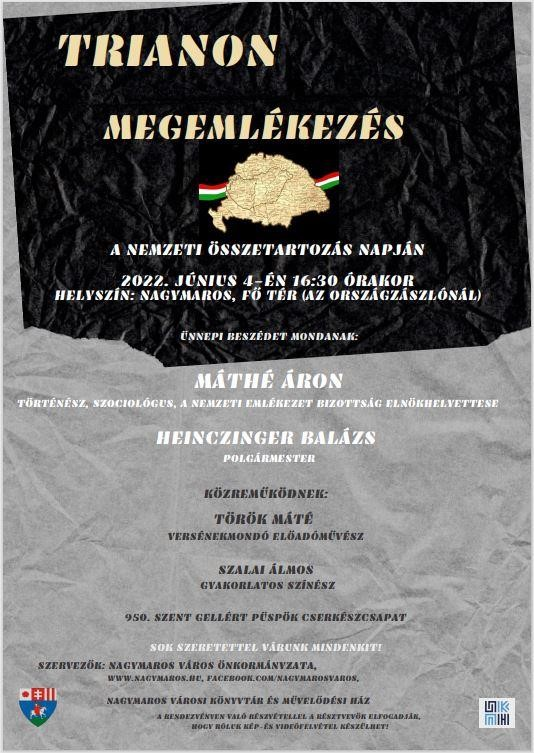 TRIANON
MEGEMLÉKEZÉS
A NEMZETI ÖSSZETARTOZÁS NAPJÁN
2022. JÚNIUS 4-ÉN 16:30 ÓRAKOR
HELYSZÍN: NAGYMAROS, FŐ TÉR (AZ ORSZÁGZÁSZLÓNÁL)
ÜNNEPI BESZÉDET MONDANAK:
MÁTHÉ ÁRON
TÖRTÉNÉSZ, SZOCIOLÓGUS, A NEMZETI EMLÉKEZET BIZOTTSÁG ELNÖKHELYETTESE
HEINCZINGER BALÁZS
POLGÁRMESTER
KÖZREMŰKÖDNEK:
TÖRÖK MÁTÉ
VERSÉNEKMONDÓ ELŐADÓMŰVÉSZ
SZALAI ÁLMOS
GYAKORLATOS SZÍNÉSZ
950. SZENT GELLÉRT PÜSPÖK CSERKÉSZCSAPAT
SOK SZERETETTEL VÁRUNK MINDENKIT!
SZERVEZŐK: NAGYMAROS VÁROS ÖNKORMÁNYZATA,
WWW.NAGYMAROS.HU, FACEBOOK.COM/NAGYMAROSVAROS,
NAGYMAROS VÁROSI KÖNYVTÁR ÉS MŰVELŐDÉSI HÁZ
A RENDEZVÉNYEN VALÓ RÉSZVÉTELLEL A RÉSZTVEVŐK ELFOGADJÁK,
HOGY RÓLUK KÉP-ÉS VIDEÓFELVÉTEL KÉSZÜLHET!